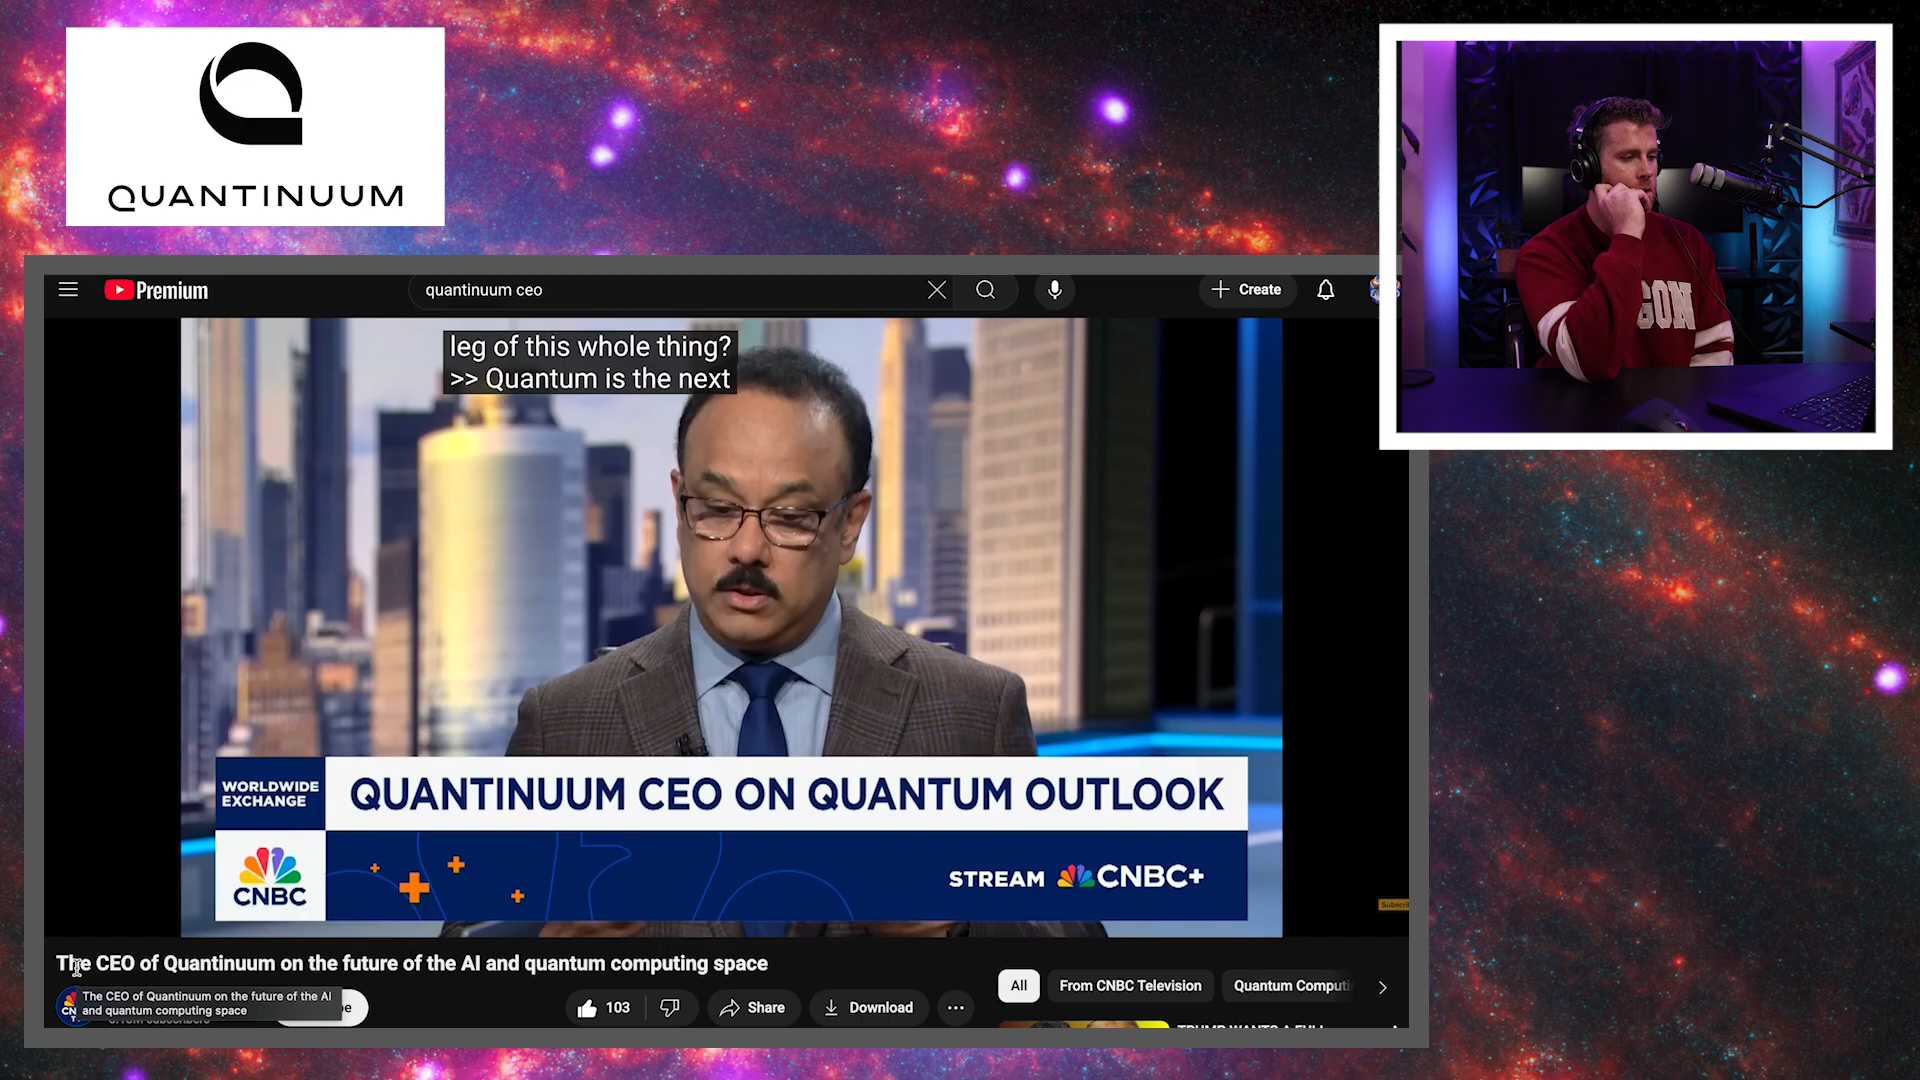 QUANTINUUM
Premium
quantinuum ceo
Create
leg of this whole thing?
>> Quantum is the next
GON
WORLDWIDE
EXCHANGE
QUANTINUUM CEO ON QUANTUM OUTLOOK
CNBC
STREAM CNBC+
Subscri
The CEO of Quantinuum on the future of the AI and quantum computing space
The CEO of Quantinuum on the future of the AI
and quantum computing space
103
Share
Download
All
From CNBC Television
Quantum Computi